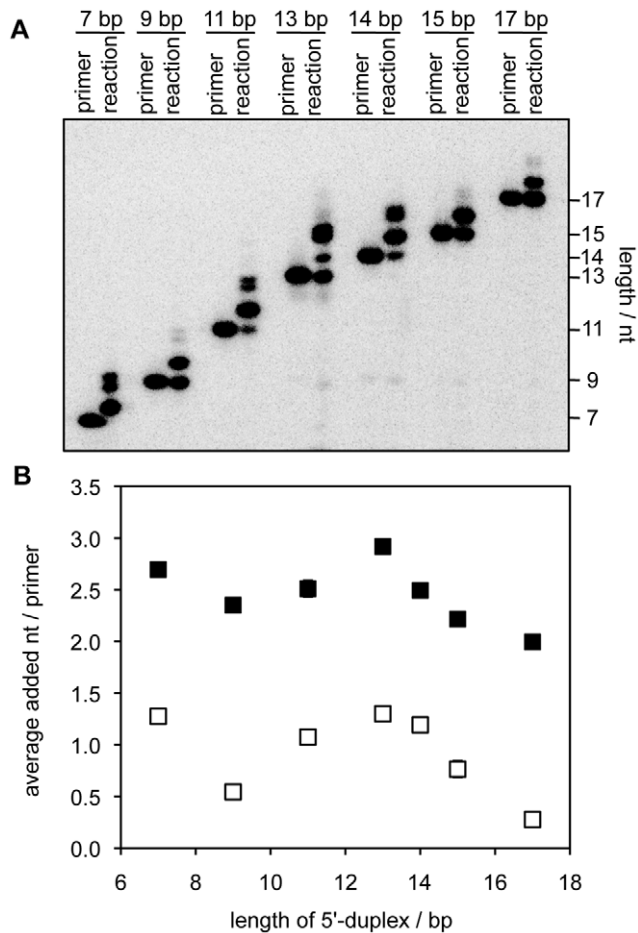 A
7 bp 9 bp 11 bp 13 bp 14 bp 15 bp 17 bp
primer reaction primer reaction primer reaction primer reaction primer reaction primer reaction primer reaction
17
15
14
13
11
9
7
length / nt
B
3.5
3.0
2.5
2.0
1.5
1.0
0.5
0.0
average added nt / primer
6 8 10 12 14 16 18
length of 5'-duplex / bp